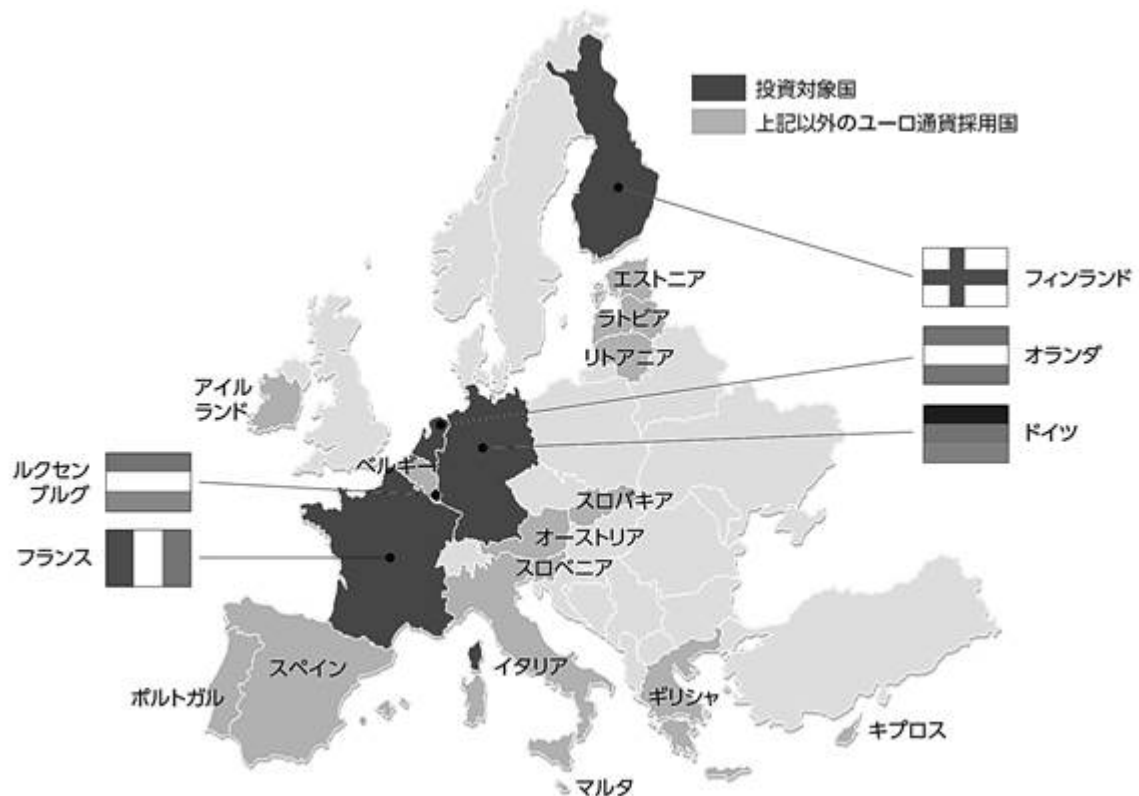 投資対象国
上記以外のユーロ通貨採用国
フィンランド
エストニア
ラトビア
リトアニア
オランダ
アイル
ランド
ドイツ
ベルギー
ルクセン
ブルグ
スロバキア
オーストリア
フランス
スロベニア
スペイン
イタリア
ポルトガル
ギリシャ
キプロス
マルタ